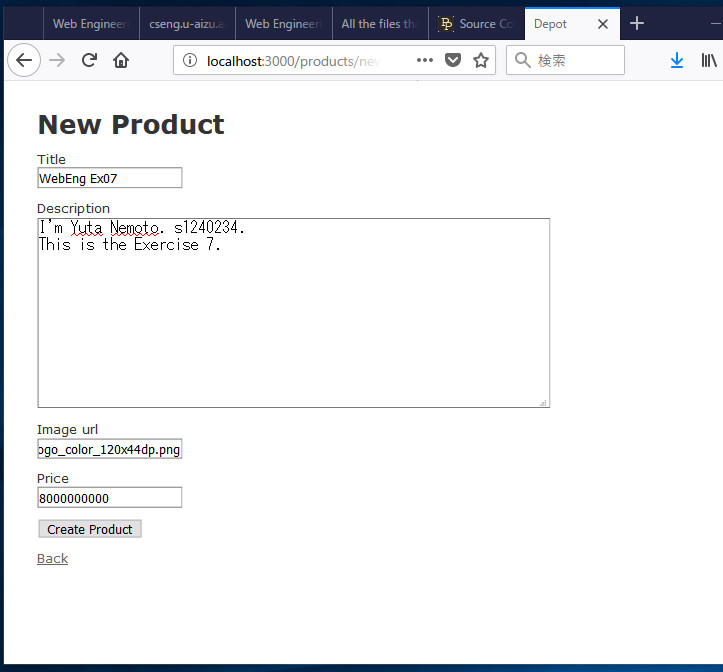 Web Engineer
cseng.u-aizu.a
Web Engineer
All the files tha
Source Co
Depot
localhost:3000/products/new
検索
New Product
Title
WebEng Ex07
Description
I'm Yuta Nemoto. s1240234.
This is the Exercise 7.
Image url
ogo_color_120x44dp.png
Price
8000000000
Create Product
Back